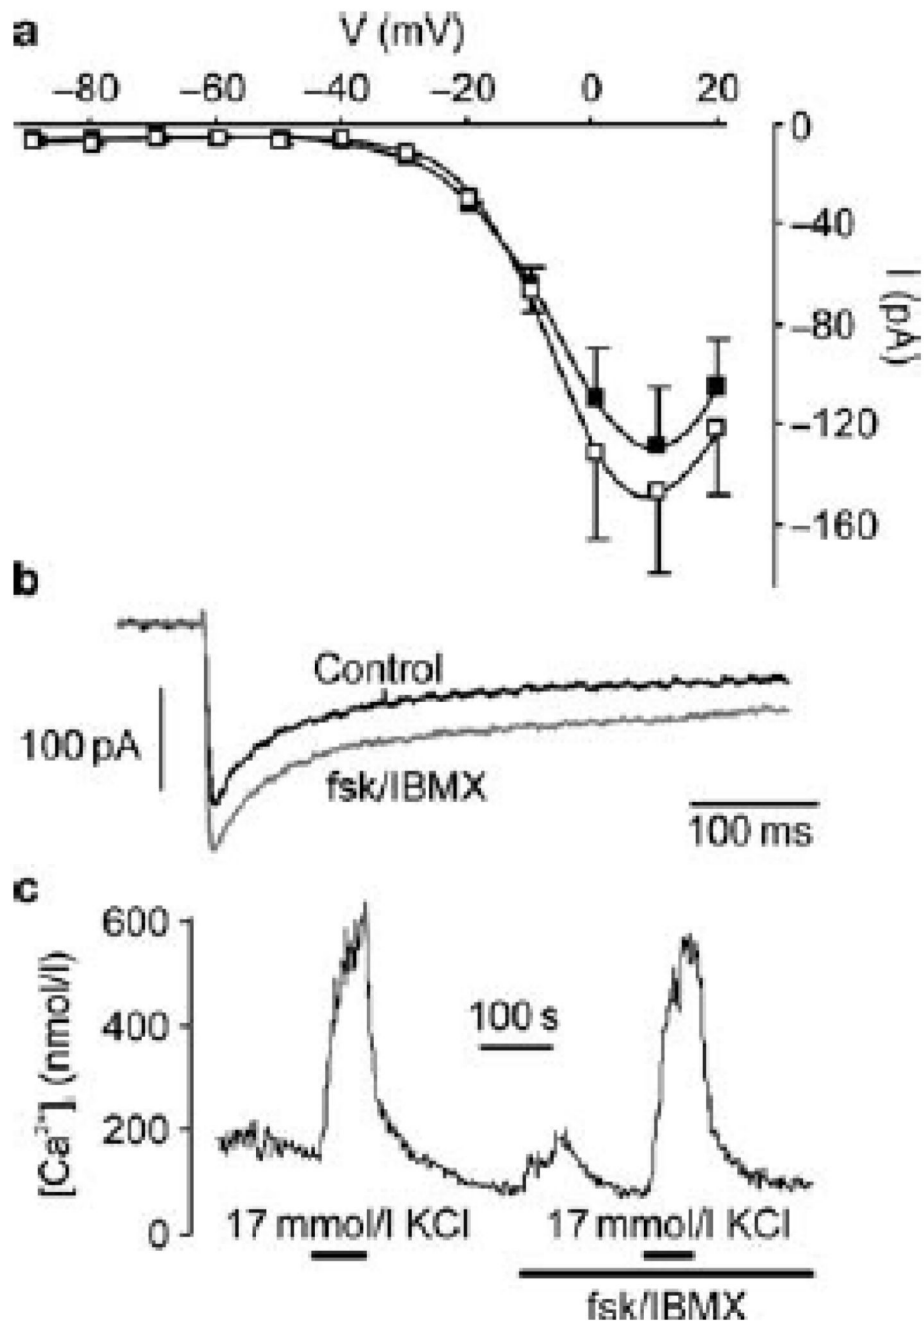 a
V (mV)
−80 −60 −40 −20 0 20
0
−40
−80
−120
−160
I (pA)
b
Control
100 pA
fsk/IBMX
100 ms
c
600
400
200
0
[Ca²⁺]ᵢ (nmol/l)
100 s
17 mmol/l KCl 17 mmol/l KCl
fsk/IBMX